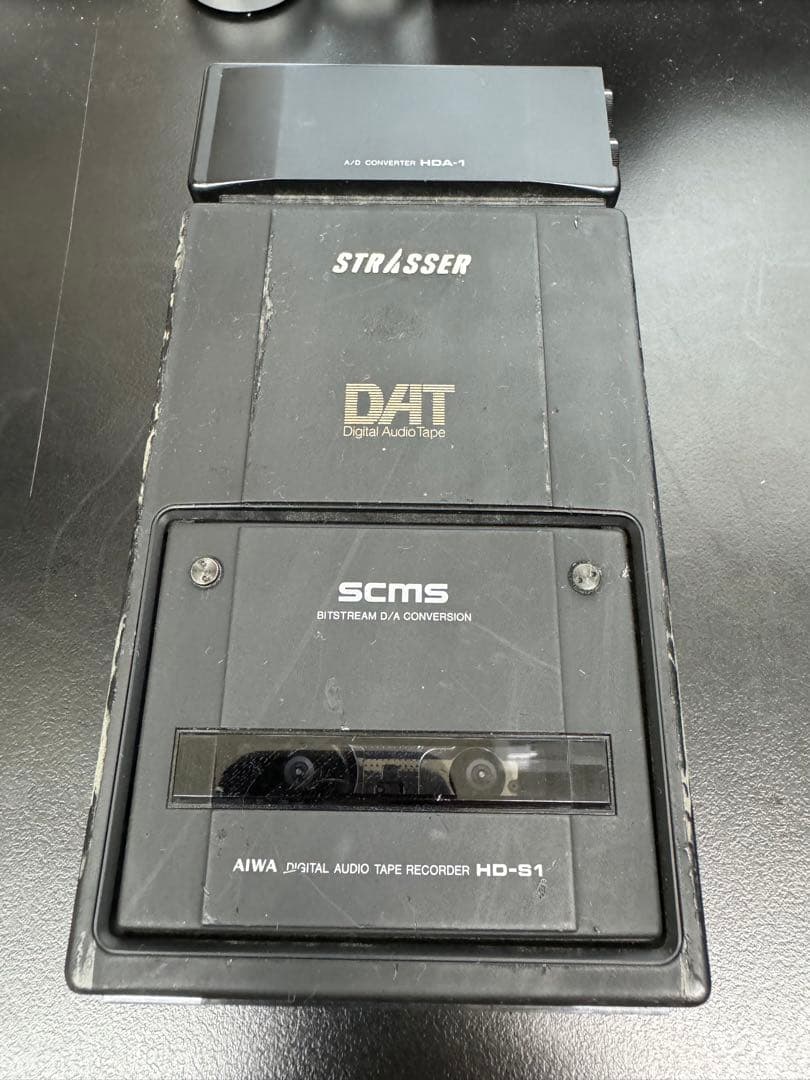 A/D CONVERTER HDA-1
STRASSER
DAT
Digital Audio Tape
SCMS
BITSTREAM D/A CONVERSION
AIWA DIGITAL AUDIO TAPE RECORDER HD-S1